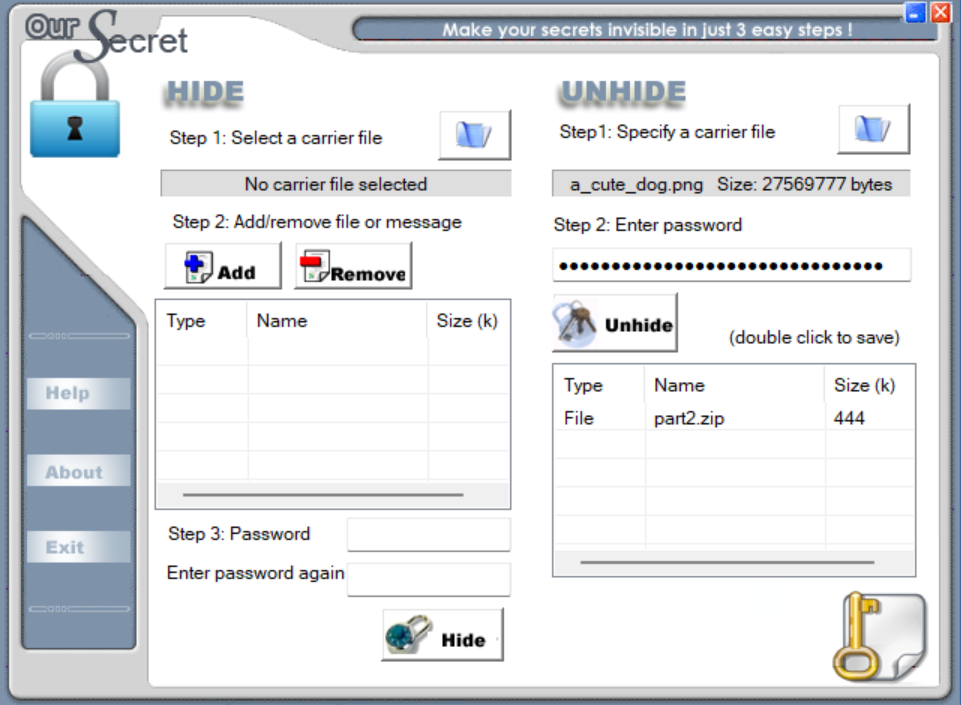 Our Secret
Make your secrets invisible in just 3 easy steps !
HIDE
Step 1: Select a carrier file
No carrier file selected
Step 2: Add/remove file or message
Add
Remove
Type Name Size (k)
Step 3: Password
Enter password again
Hide
UNHIDE
Step1: Specify a carrier file
a_cute_dog.png Size: 27569777 bytes
Step 2: Enter password
Unhide
(double click to save)
Type Name Size (k)
File part2.zip 444
Help
About
Exit